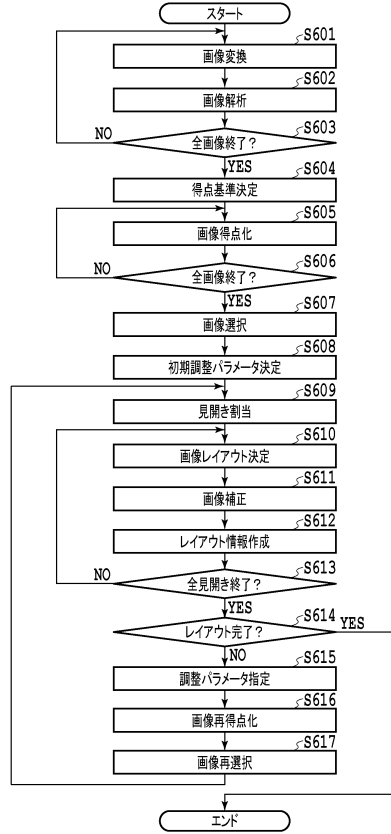 スタート
S601
画像変換
S602
画像解析
S603
全画像終了?
NO
YES
S604
得点基準決定
S605
画像得点化
S606
全画像終了?
NO
YES
S607
画像選択
S608
初期調整パラメータ決定
S609
見開き割当
S610
画像レイアウト決定
S611
画像補正
S612
レイアウト情報作成
S613
全見開き終了?
NO
YES
S614
レイアウト完了?
YES
NO
S615
調整パラメータ指定
S616
画像再得点化
S617
画像再選択
エンド